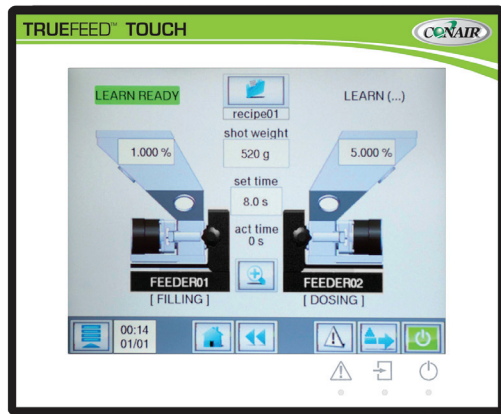 TRUEFEED™ TOUCH
CONAIR
LEARN READY
LEARN (...)
recipe01
shot weight
1.000 %
520 g
5.000 %
set time
8.0 s
act time
0 s
FEEDER01
FEEDER02
[ FILLING ]
[ DOSING ]
00:14
01/01